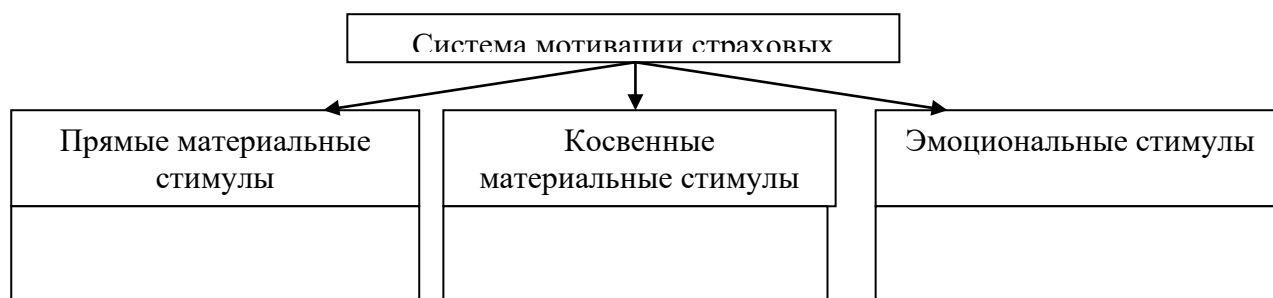 Система мотивации страховых
Прямые материальные
стимулы
Косвенные
материальные стимулы
Эмоциональные стимулы